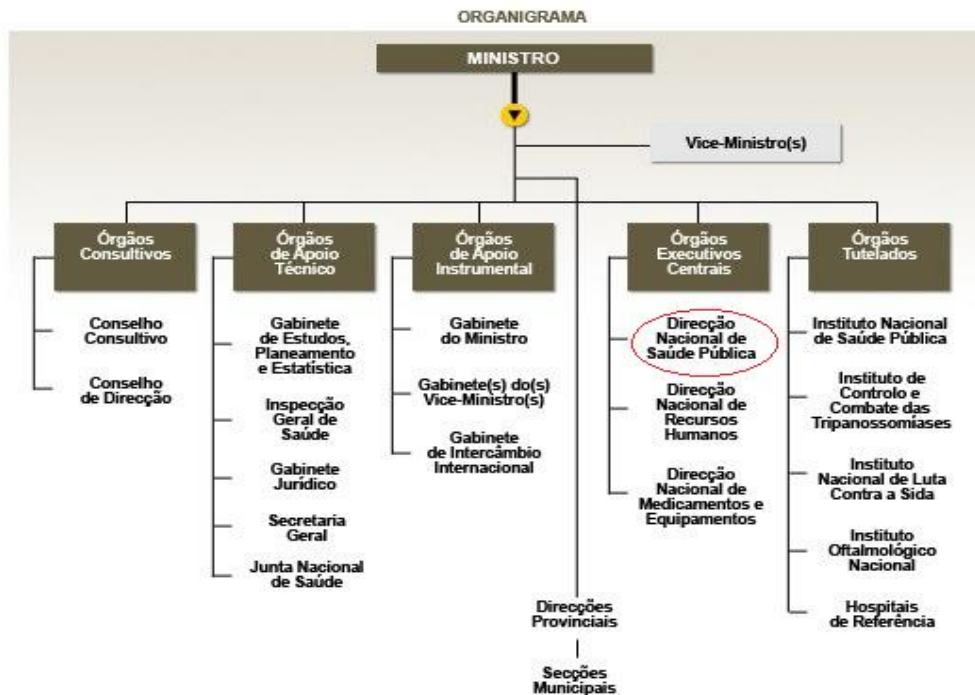 ORGANIGRAMA
MINISTRO
Vice-Ministro(s)
Órgãos
Consultivos
Conselho
Consultivo
Conselho
de Direcção
Órgãos
de Apoio
Técnico
Gabinete
de Estudos,
Planeamento
e Estatística
Inspecção
Geral de
Saúde
Gabinete
Jurídico
Secretaria
Geral
Junta Nacional
de Saúde
Órgãos
de Apoio
Instrumental
Gabinete
do Ministro
Gabinete(s) do(s)
Vice-Ministro(s)
Gabinete
de Intercâmbio
Internacional
Direcções
Provinciais
Secções
Municipais
Órgãos
Executivos
Centrais
Direcção
Nacional de
Saúde Pública
Direcção
Nacional de
Recursos
Humanos
Direcção
Nacional de
Medicamentos e
Equipamentos
Órgãos
Tutelados
Instituto Nacional
de Saúde Pública
Instituto de
Controlo e
Combate das
Tripanossomíases
Instituto
Nacional de Luta
Contra a Sida
Instituto
Oftalmológico
Nacional
Hospitais
de Referência